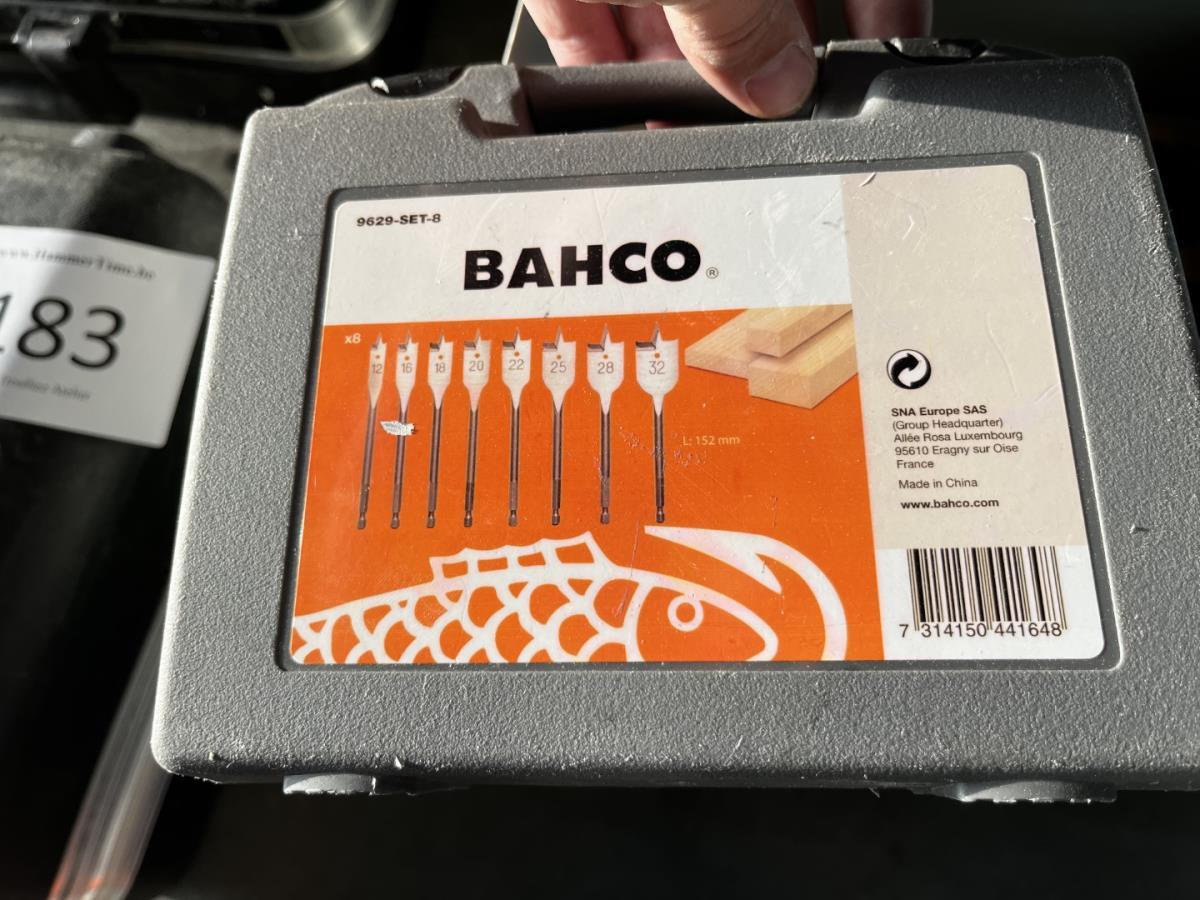 9629-SET-8
BAHCO®
x8
12 16 18 20 22 25 28 32
L: 152 mm
SNA Europe SAS
(Group Headquarter)
Allée Rosa Luxembourg
95610 Eragny sur Oise
France
Made in China
www.bahco.com
7 314150 441648
183